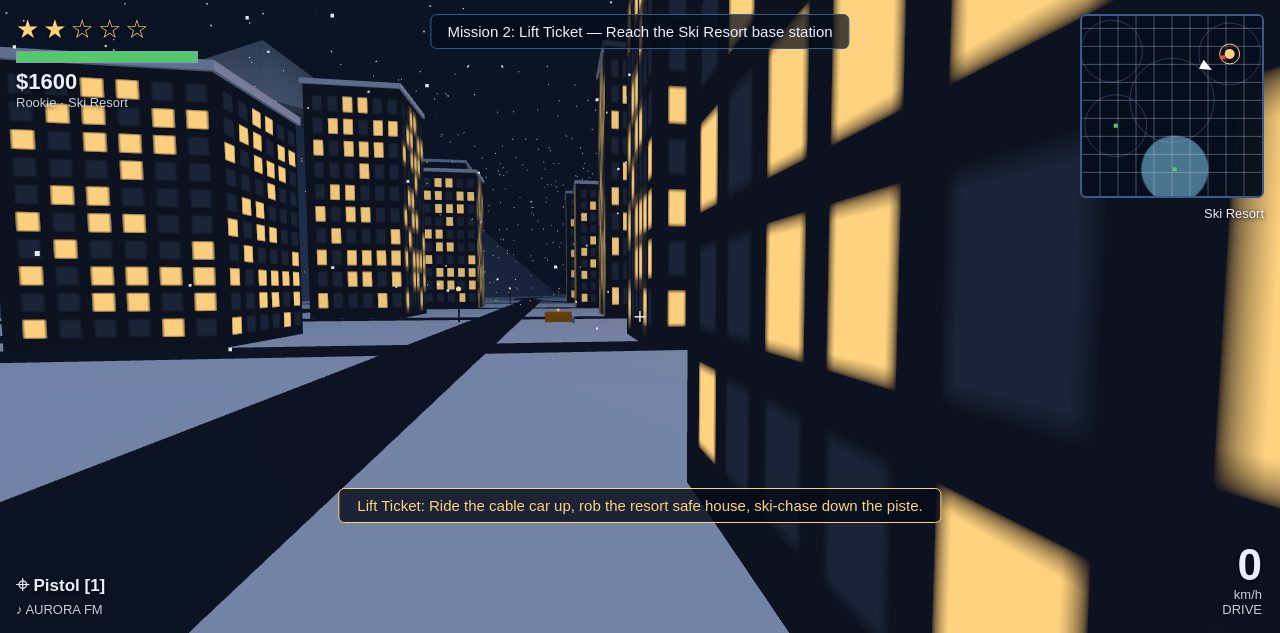 ★★☆☆☆
Mission 2: Lift Ticket — Reach the Ski Resort base station
$1600
Rookie · Ski Resort
Ski Resort
Lift Ticket: Ride the cable car up, rob the resort safe house, ski-chase down the piste.
⌖ Pistol [1]
♪ AURORA FM
0
km/h
DRIVE